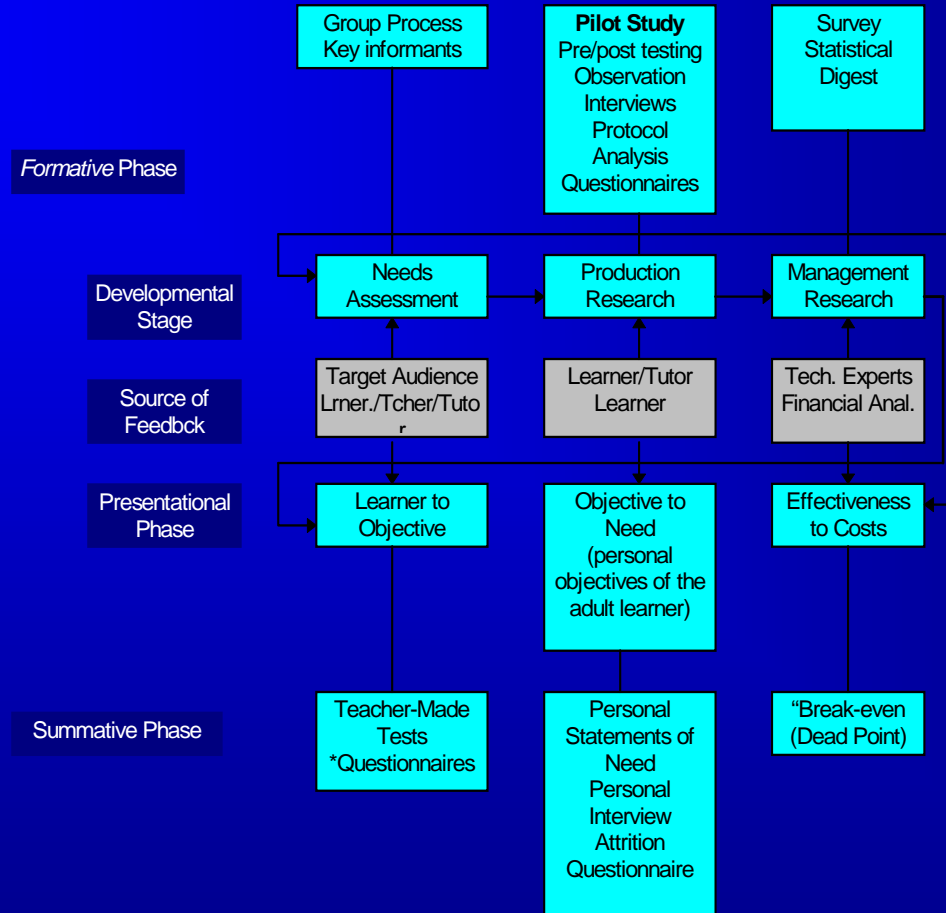 Group Process
Key informants
Pilot Study
Pre/post testing
Observation
Interviews
Protocol
Analysis
Questionnaires
Survey
Statistical
Digest
Formative Phase
Developmental
Stage
Needs
Assessment
Production
Research
Management
Research
Source of
Feedbck
Target Audience
Lrner./Tcher/Tuto
r
Learner/Tutor
Learner
Tech. Experts
Financial Anal.
Presentational
Phase
Learner to
Objective
Objective to
Need
(personal
objectives of the
adult learner)
Effectiveness
to Costs
Summative Phase
Teacher-Made
Tests
*Questionnaires
Personal
Statements of
Need
Personal
Interview
Attrition
Questionnaire
“Break-even
(Dead Point)